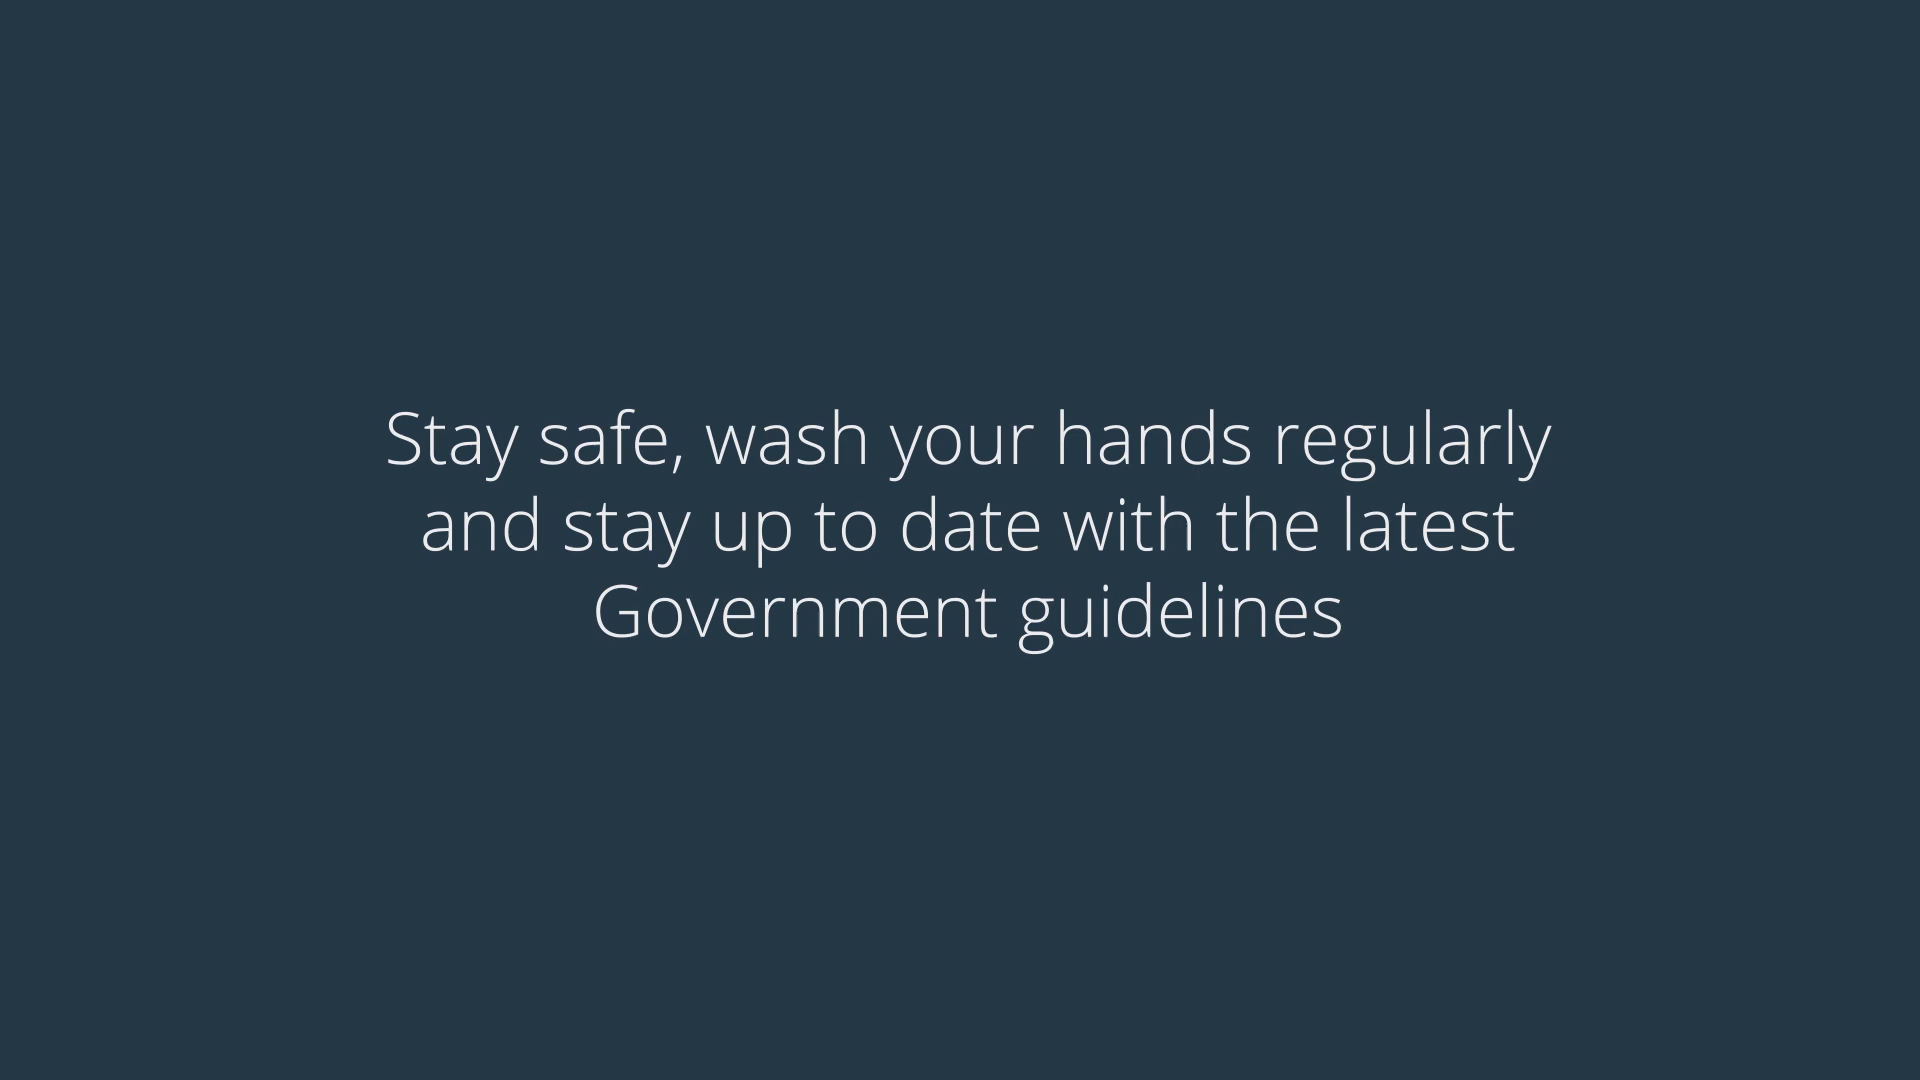 Stay safe, wash your hands regularly
and stay up to date with the latest
Government guidelines